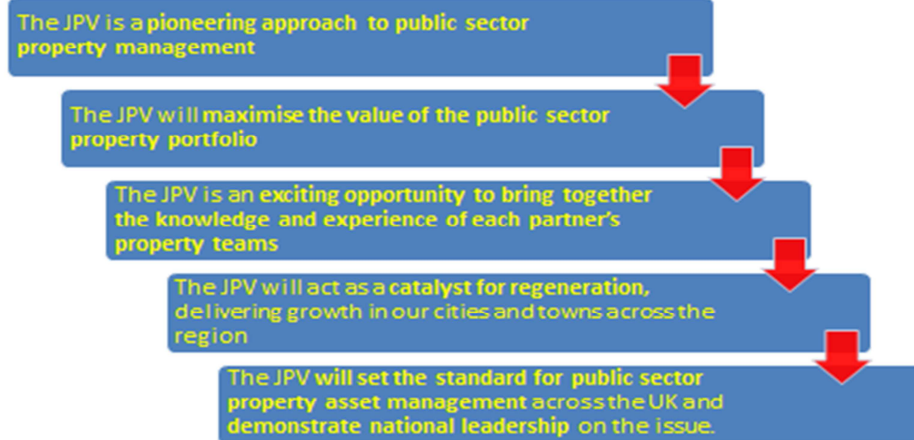 The JPV is a pioneering approach to public sector
property management
The JPV will maximise the value of the public sector
property portfolio
The JPV is an exciting opportunity to bring together
the knowledge and experience of each partner's
property teams
The JPV will act as a catalyst for regeneration,
delivering growth in our cities and towns across the
region
The JPV will set the standard for public sector
property asset management across the UK and
demonstrate national leadership on the issue.